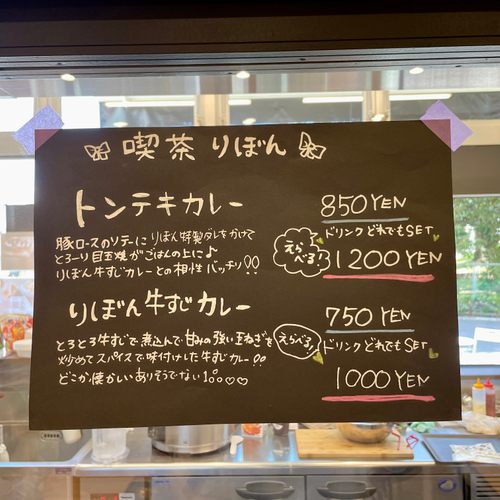 喫茶 りぼん
トンテキカレー
850YEN
豚ロースのソテーにりぼん特製ダレをかけて
とろーり目玉焼がごはんの上に♪
りぼん牛すじカレーとの相性バッチリ!!
えらべる!
ドリンクどれでもSET
1200YEN
りぼん牛すじカレー
750YEN
とろとろ牛すじで煮込んで甘みの強い玉ねぎを
炒めてスパイスで味付けした牛すじカレー!!
どこか懐かしいありそうでない1品♡♡
えらべる!
ドリンクどれでもSET
1000YEN